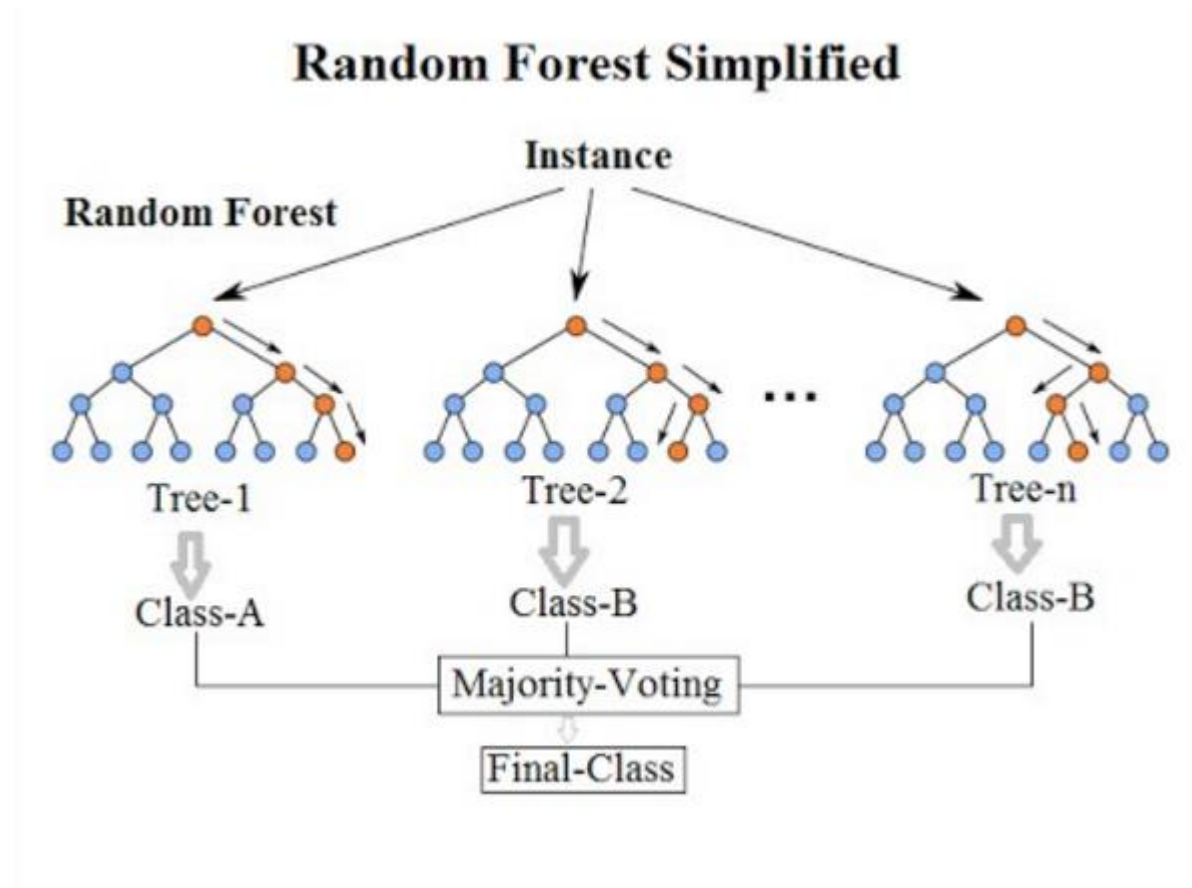 Random Forest Simplified
Instance
Random Forest
...
Tree-1
Tree-2
Tree-n
Class-A
Class-B
Class-B
Majority-Voting
Final-Class